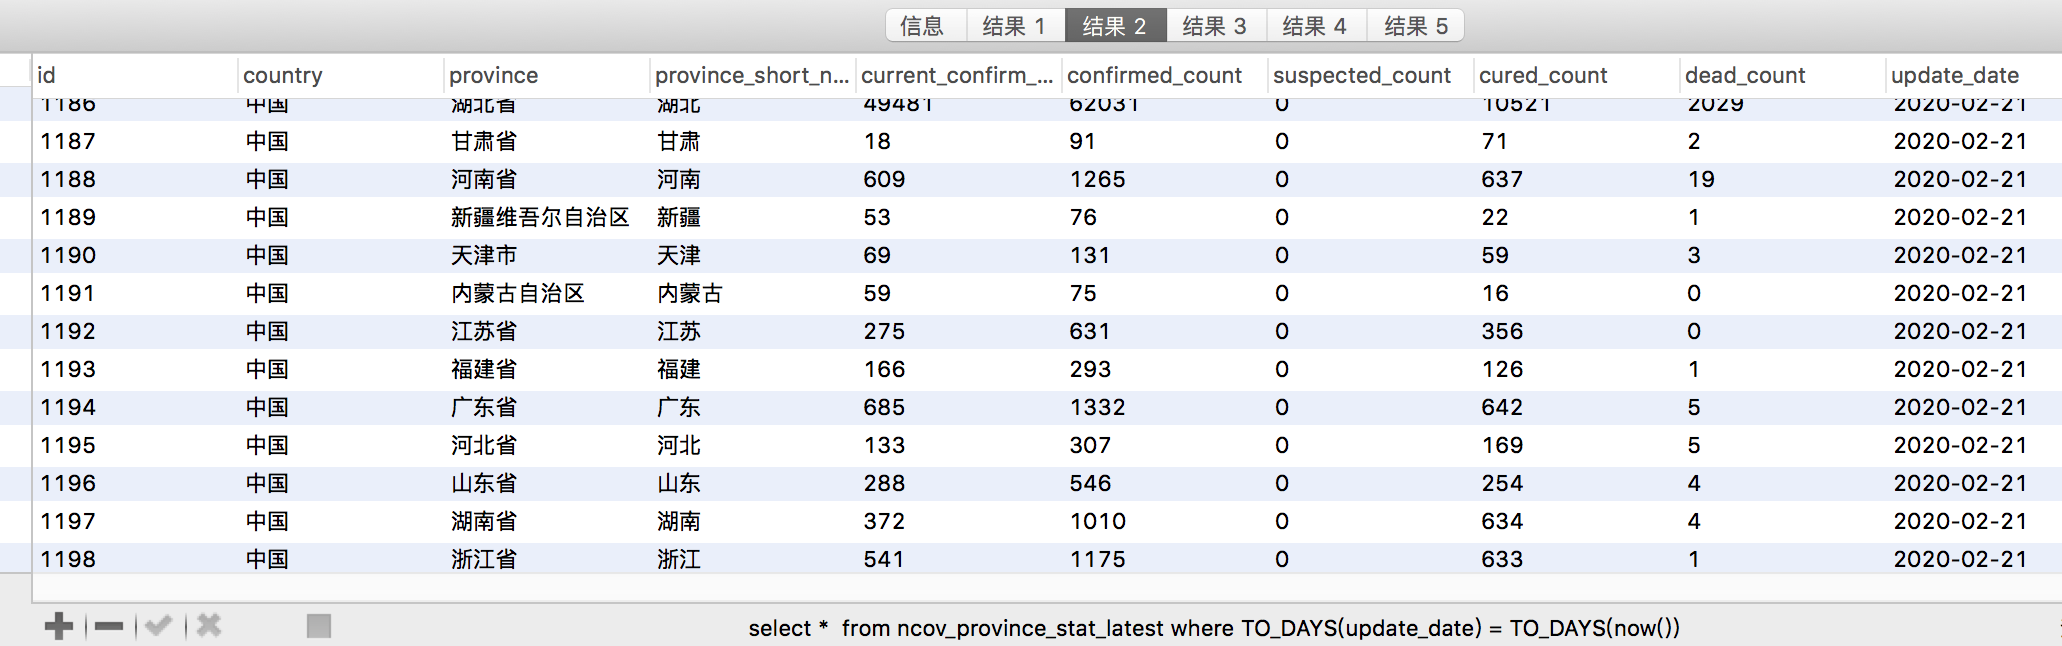 信息 结果 1 结果 2 结果 3 结果 4 结果 5
id country province province_short_n... current_confirm_... confirmed_count suspected_count cured_count dead_count update_date
1186 中国 湖北省 湖北 49481 62031 0 10521 2029 2020-02-21
1187 中国 甘肃省 甘肃 18 91 0 71 2 2020-02-21
1188 中国 河南省 河南 609 1265 0 637 19 2020-02-21
1189 中国 新疆维吾尔自治区 新疆 53 76 0 22 1 2020-02-21
1190 中国 天津市 天津 69 131 0 59 3 2020-02-21
1191 中国 内蒙古自治区 内蒙古 59 75 0 16 0 2020-02-21
1192 中国 江苏省 江苏 275 631 0 356 0 2020-02-21
1193 中国 福建省 福建 166 293 0 126 1 2020-02-21
1194 中国 广东省 广东 685 1332 0 642 5 2020-02-21
1195 中国 河北省 河北 133 307 0 169 5 2020-02-21
1196 中国 山东省 山东 288 546 0 254 4 2020-02-21
1197 中国 湖南省 湖南 372 1010 0 634 4 2020-02-21
1198 中国 浙江省 浙江 541 1175 0 633 1 2020-02-21
select *  from ncov_province_stat_latest where TO_DAYS(update_date) = TO_DAYS(now())